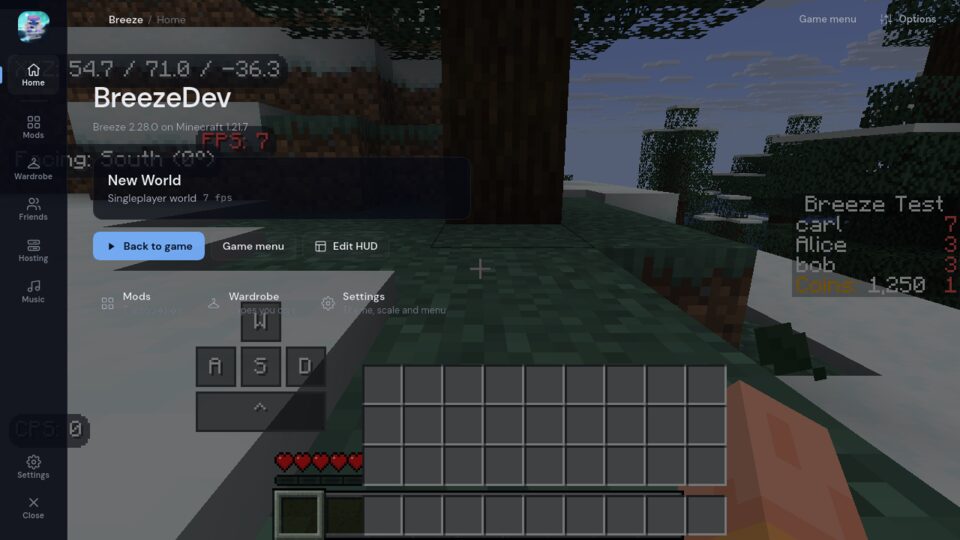 Breeze / Home
Game menu
Options
54.7 / 71.0 / -36.3
Home
BreezeDev
Breeze 2.28.0 on Minecraft 1.21.7
FPS: 7
Mods
Facing: South (0°)
Wardrobe
New World
Singleplayer world 7 fps
Friends
Breeze Test
carl 7
Alice 3
bob 3
Coins: 1,250 1
Back to game
Game menu
Edit HUD
Hosting
Music
Mods
Wardrobe
Settings
Theme, scale and menu
W
A
S
D
^
CPS: 0
Settings
Close